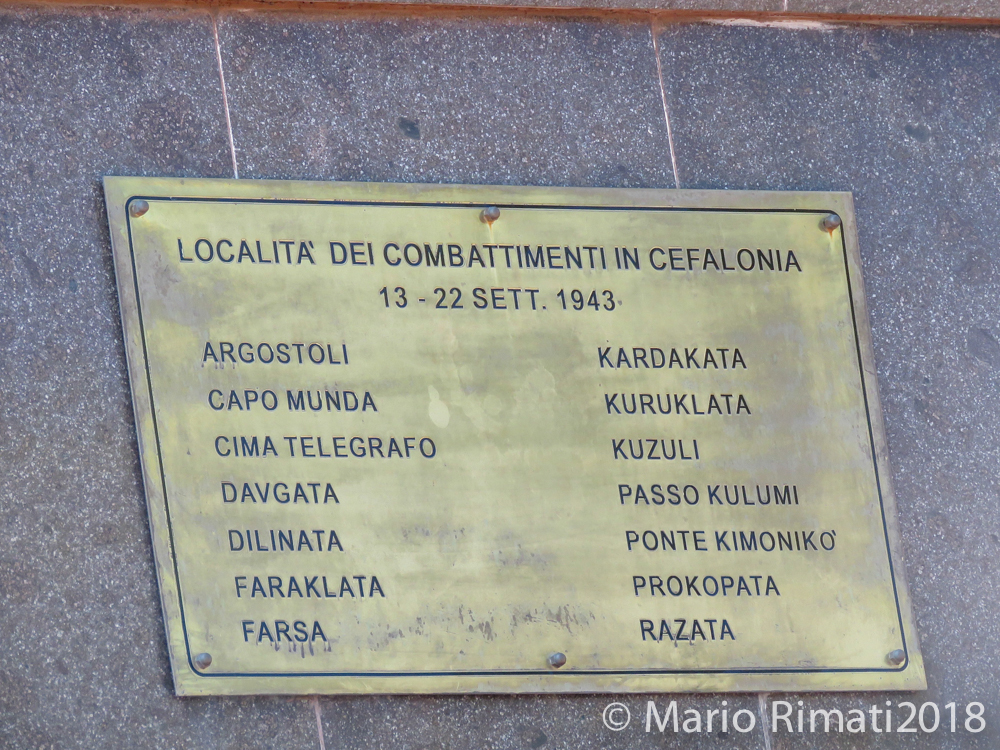 LOCALITA' DEI COMBATTIMENTI IN CEFALONIA
13 - 22 SETT. 1943
ARGOSTOLI
CAPO MUNDA
CIMA TELEGRAFO
DAVGATA
DILINATA
FARAKLATA
FARSA
KARDAKATA
KURUKLATA
KUZULI
PASSO KULUMI
PONTE KIMONIKO'
PROKOPATA
RAZATA
© Mario Rimati2018